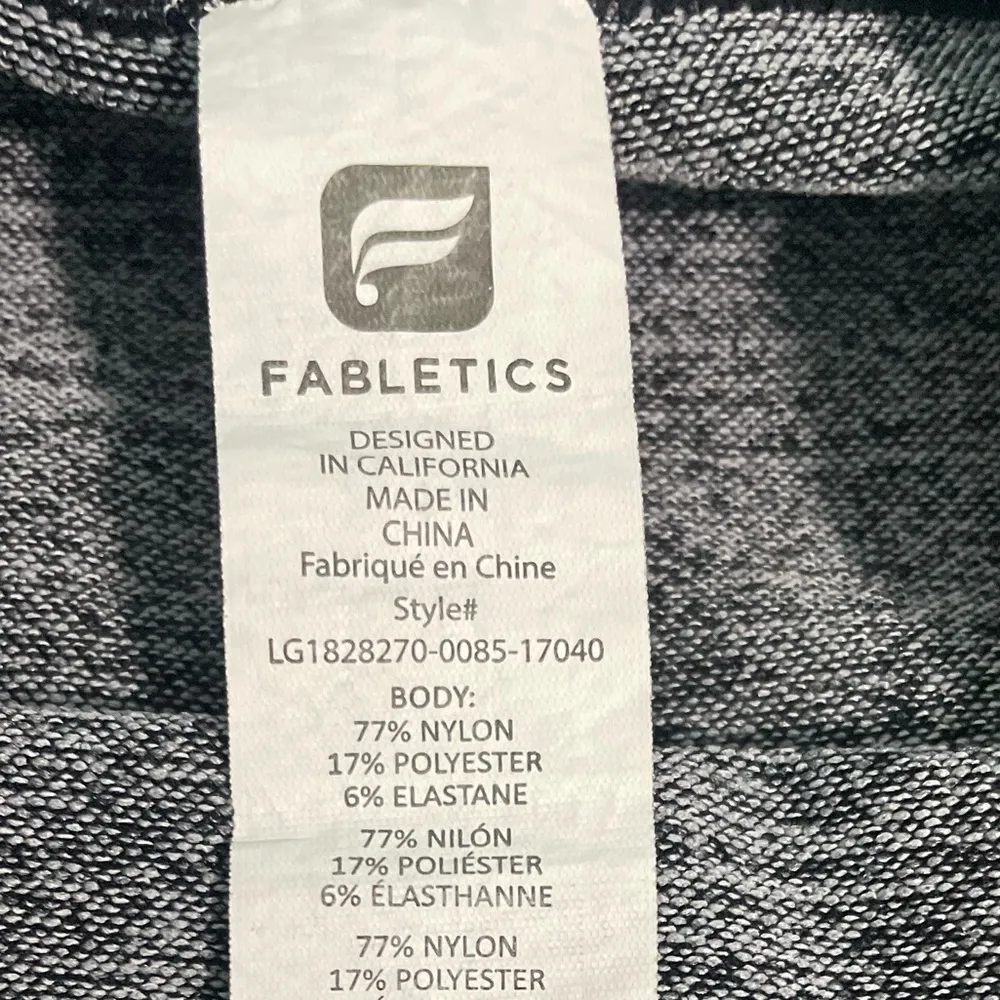 FABLETICS
DESIGNED
IN CALIFORNIA
MADE IN
CHINA
Fabriqué en Chine
Style#
LG1828270-0085-17040
BODY:
77% NYLON
17% POLYESTER
6% ELASTANE
77% NILÓN
17% POLIÉSTER
6% ÉLASTHANNE
77% NYLON
17% POLYESTER